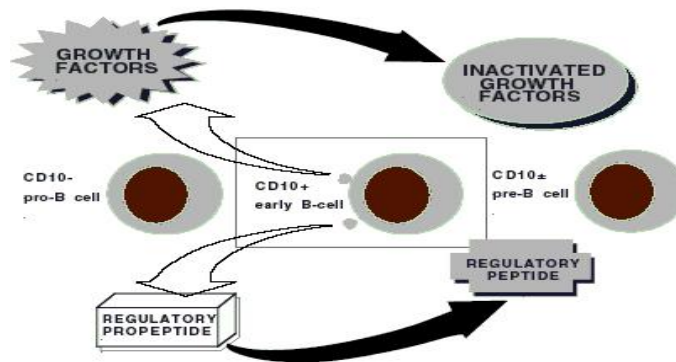 GROWTH
FACTORS
INACTIVATED
GROWTH
FACTORS
CD10-
pro-B cell
CD10+
early B-cell
CD10±
pre-B cell
REGULATORY
PEPTIDE
REGULATORY
PROPEPTIDE